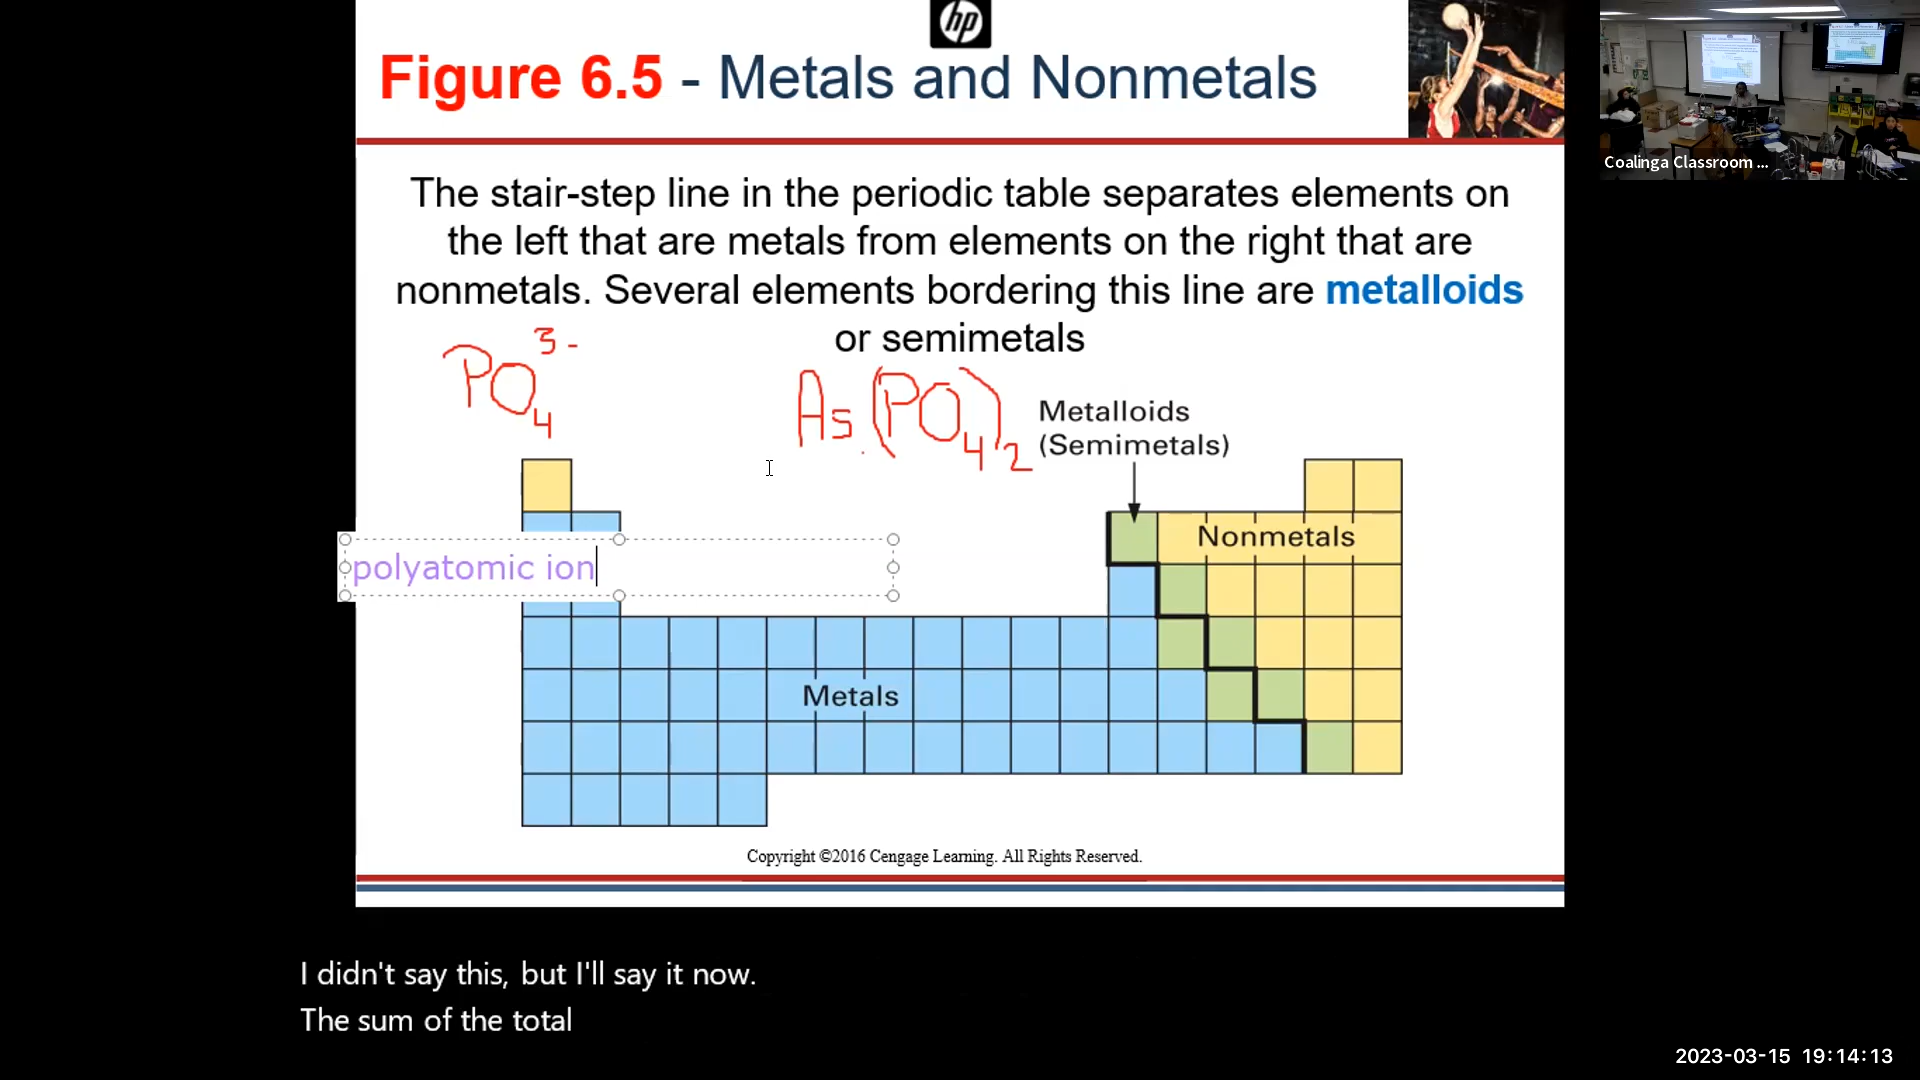 hp
Figure 6.5 - Metals and Nonmetals
Coalinga Classroom ...
The stair-step line in the periodic table separates elements on
the left that are metals from elements on the right that are
nonmetals. Several elements bordering this line are metalloids
or semimetals
PO4 3-
As(PO4)2
Metalloids
(Semimetals)
Nonmetals
polyatomic ion
Metals
Copyright ©2016 Cengage Learning. All Rights Reserved.
I didn't say this, but I'll say it now.
The sum of the total
2023-03-15 19:14:13